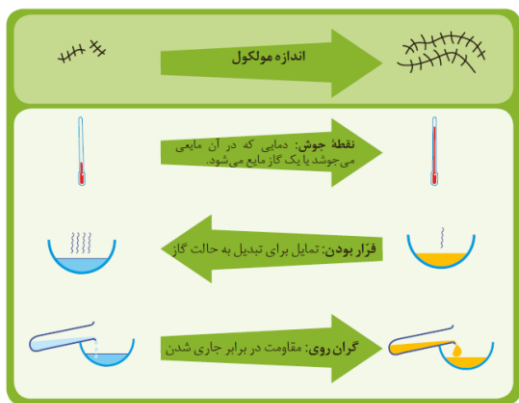 اندازه مولکول
نقطهٔ جوش: دمایی که در آن مایعی
می‌جوشد یا یک گاز مایع می‌شود.
فرّار بودن: تمایل برای تبدیل به حالت گاز
گران روی: مقاومت در برابر جاری شدن